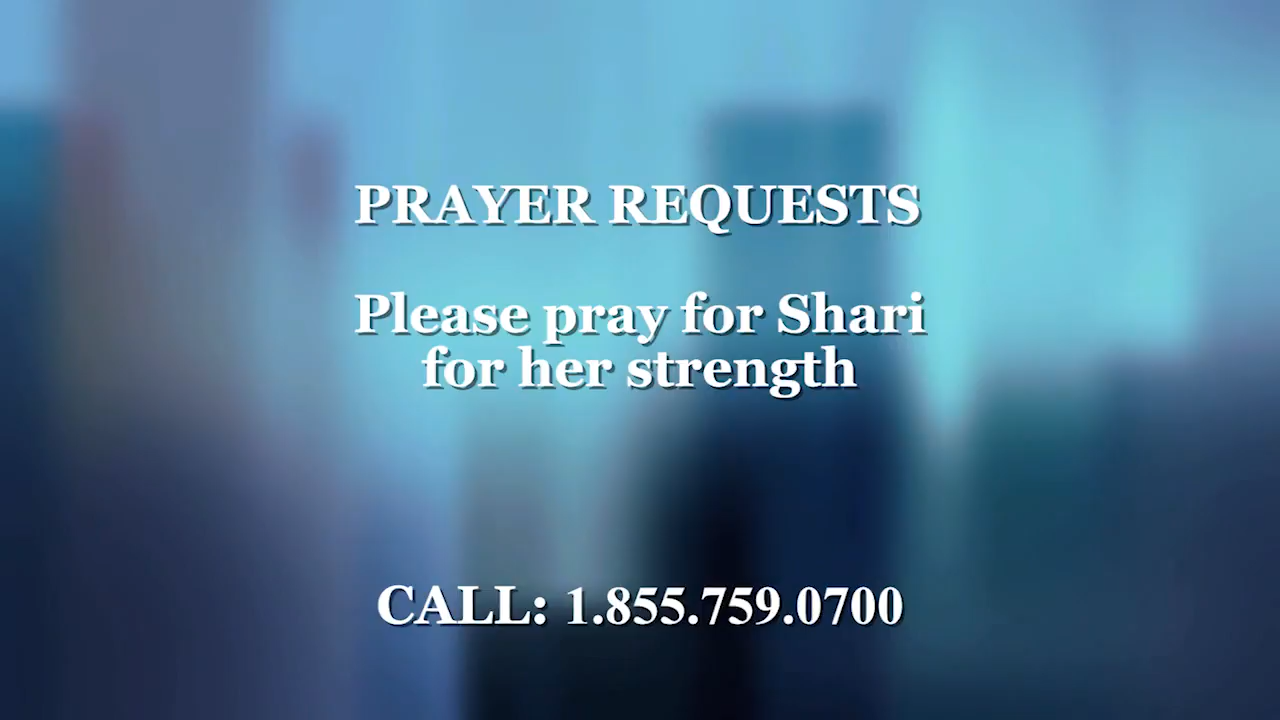 PRAYER REQUESTS
Please pray for Shari
for her strength
CALL: 1.855.759.0700